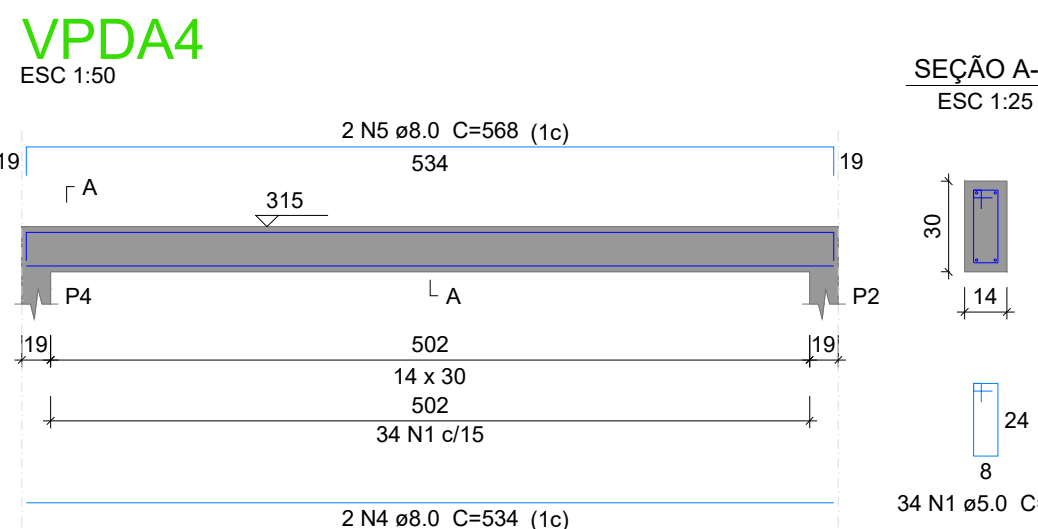 VPDA4
ESC 1:50
SEÇÃO A-
ESC 1:25
2 N5 ø8.0 C=568 (1c)
19
534
19
A
315
30
14
P4
A
P2
19
502
19
14 x 30
502
34 N1 c/15
24
8
34 N1 ø5.0 C=
2 N4 ø8.0 C=534 (1c)